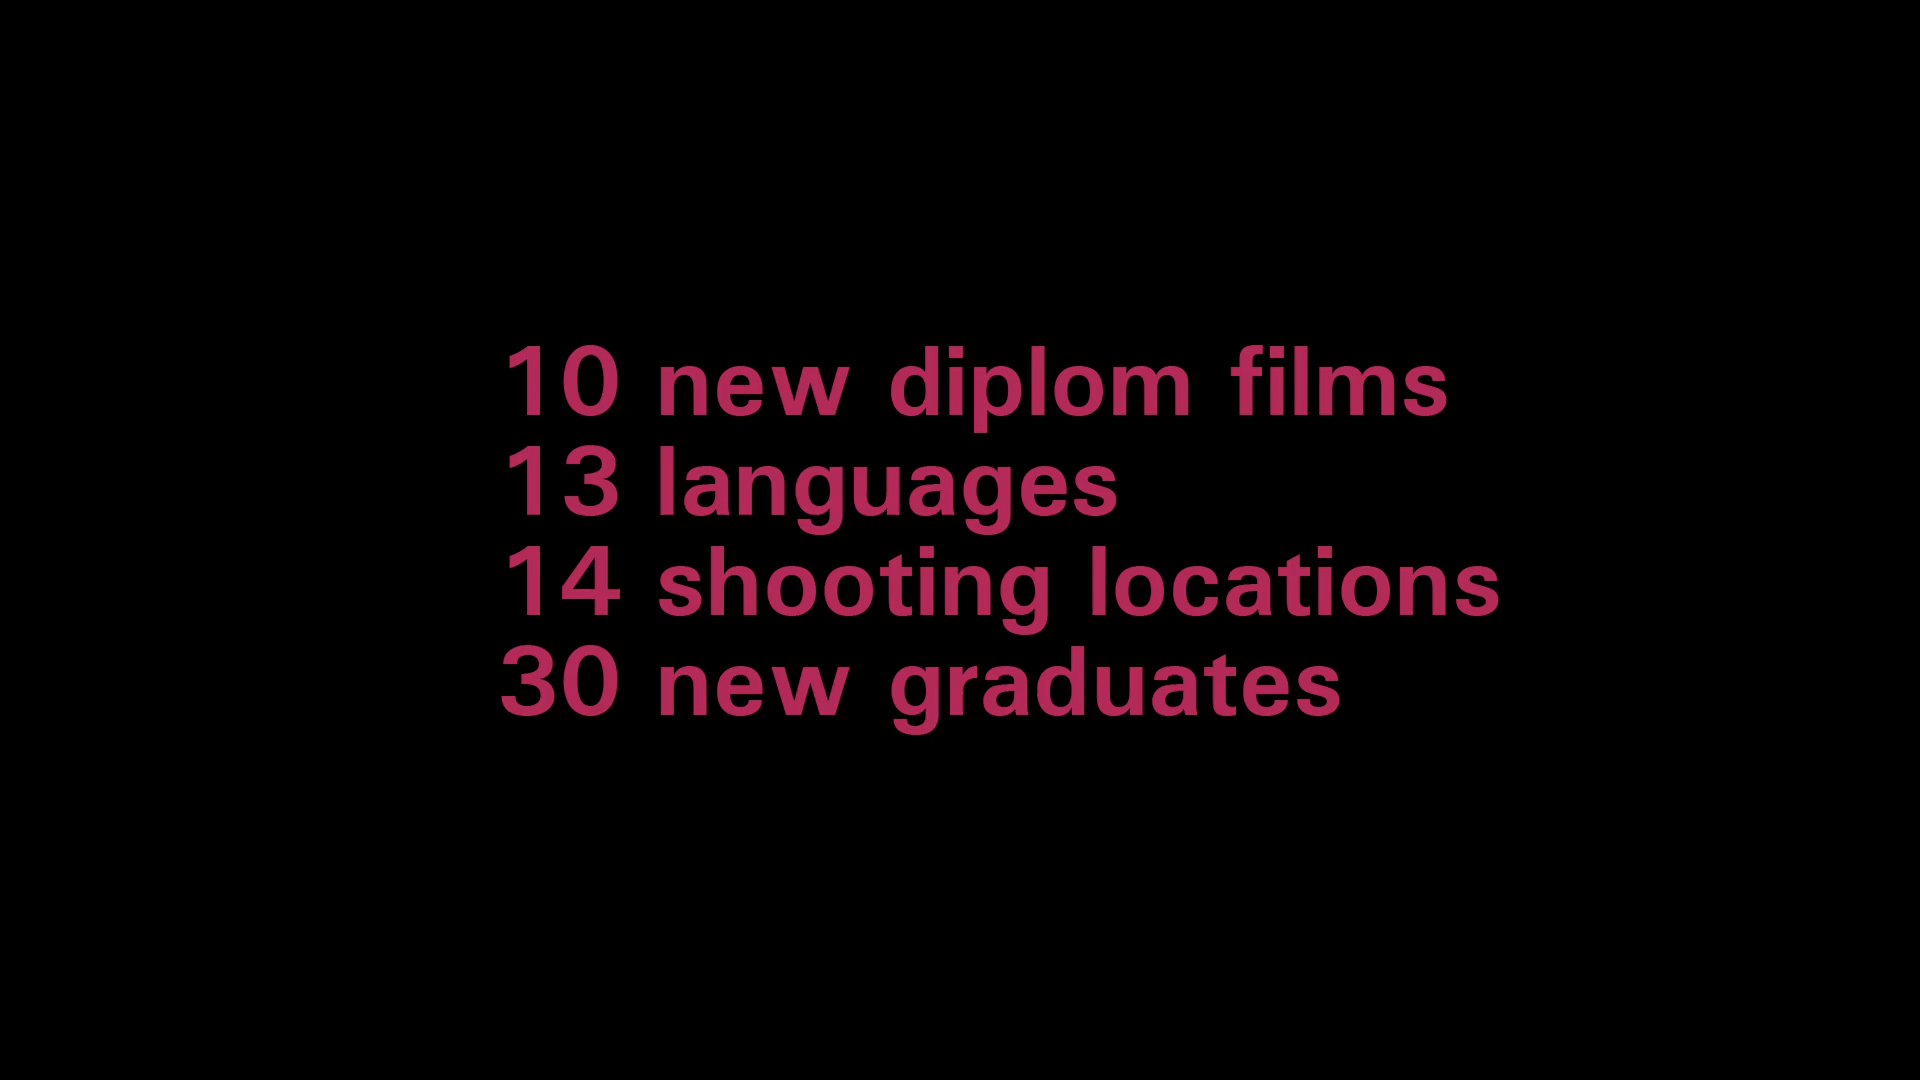 10 new diplom films
13 languages
14 shooting locations
30 new graduates